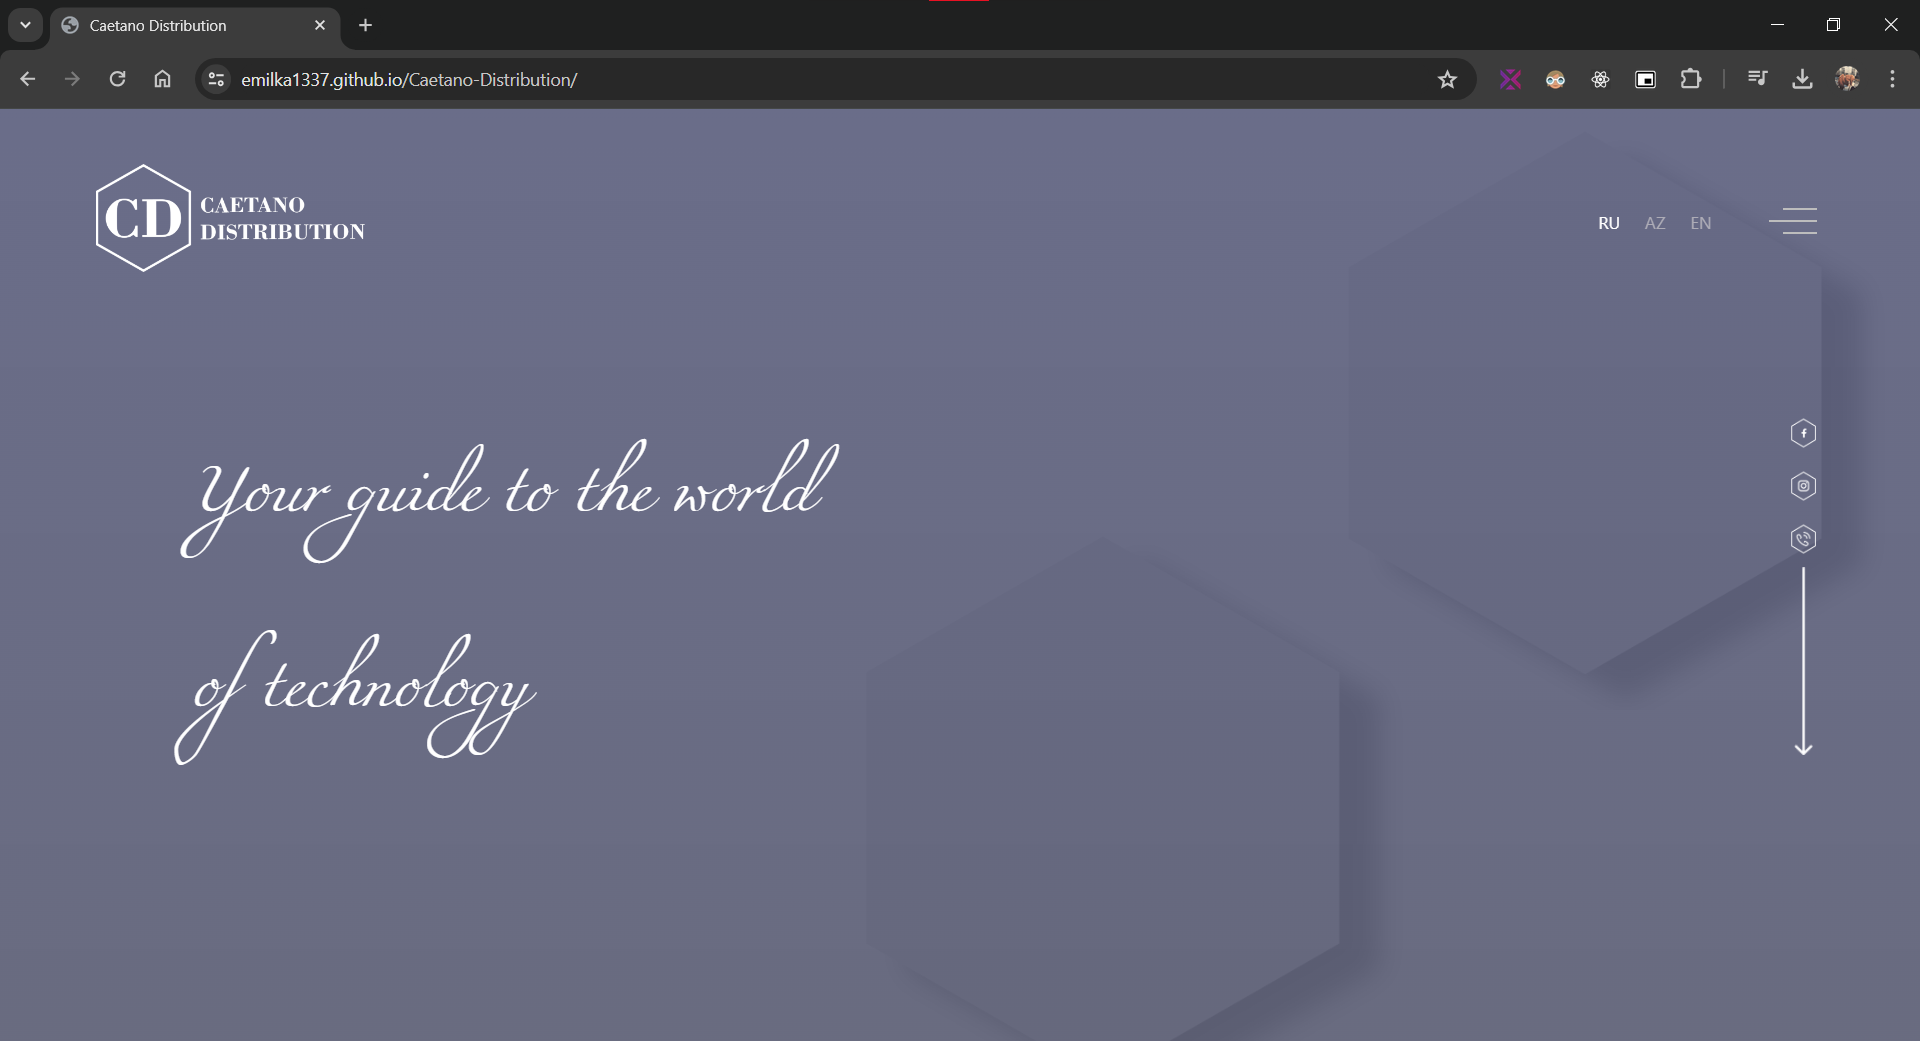 Caetano Distribution
emilka1337.github.io/Caetano-Distribution/
CD
CAETANO
DISTRIBUTION
RU AZ EN
Your guide to the world
of technology